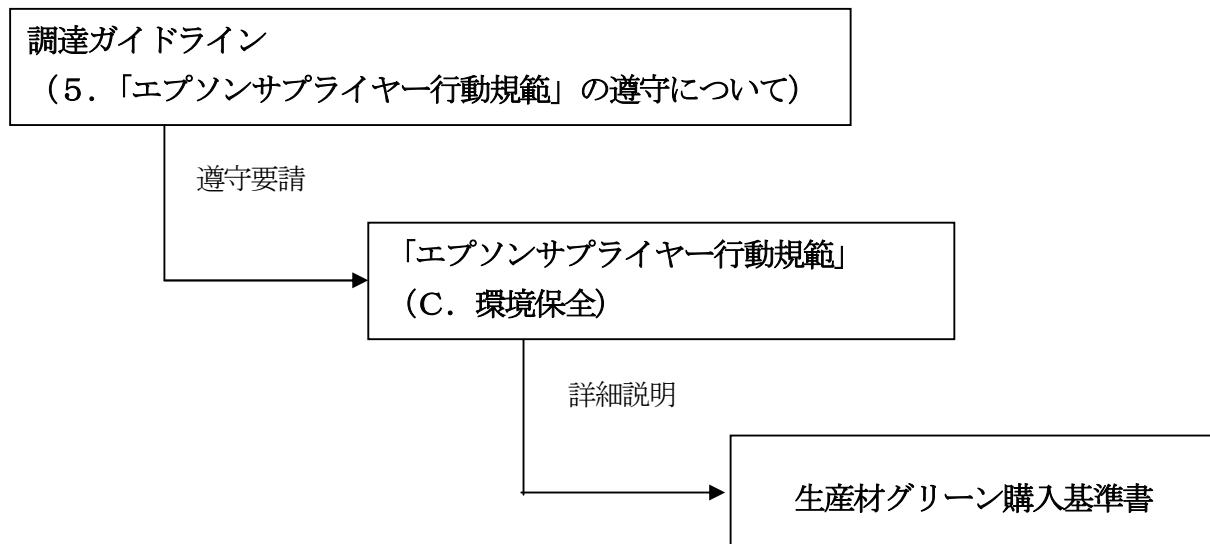 調達ガイドライン
（５．「エプソンサプライヤー行動規範」の遵守について）
遵守要請
「エプソンサプライヤー行動規範」
（C．環境保全）
詳細説明
生産材グリーン購入基準書